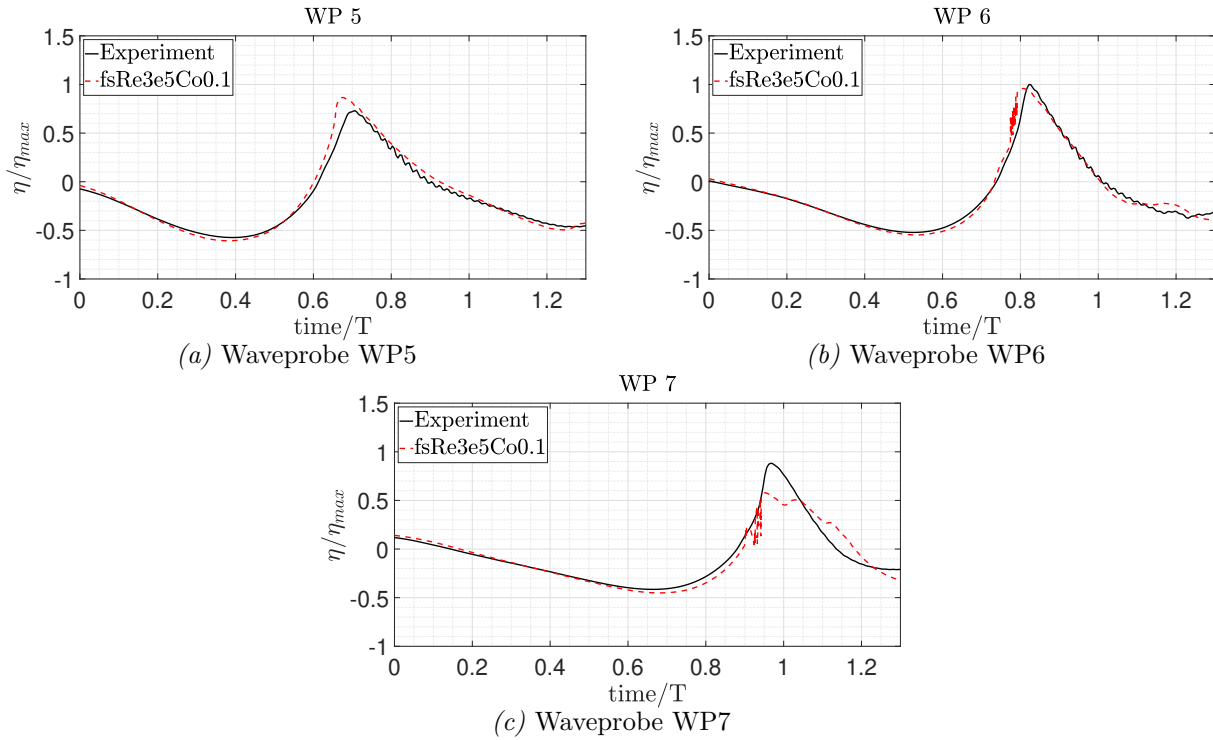 WP 5
1.5
1
0.5
0
-0.5
-1
η/η_max
Experiment
fsRe3e5Co0.1
0 0.2 0.4 0.6 0.8 1 1.2
time/T
(a) Waveprobe WP5
WP 6
1.5
1
0.5
0
-0.5
-1
η/η_max
Experiment
fsRe3e5Co0.1
0 0.2 0.4 0.6 0.8 1 1.2
time/T
(b) Waveprobe WP6
WP 7
1.5
1
0.5
0
-0.5
-1
η/η_max
Experiment
fsRe3e5Co0.1
0 0.2 0.4 0.6 0.8 1 1.2
time/T
(c) Waveprobe WP7